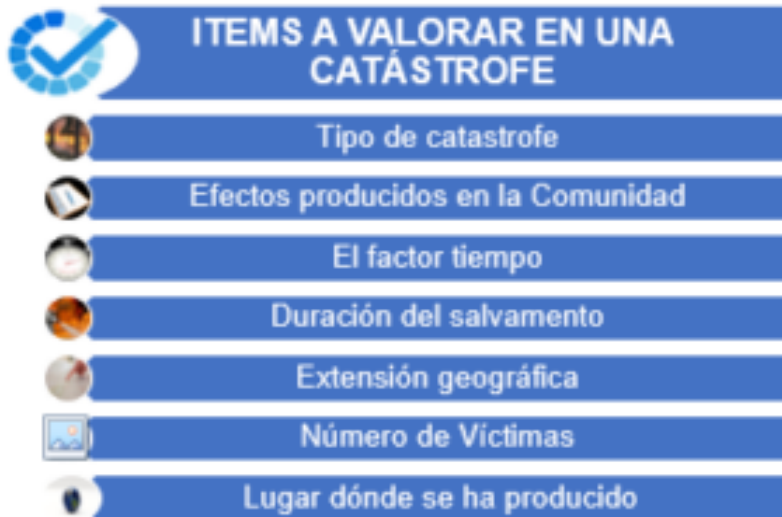 ITEMS A VALORAR EN UNA
CATÁSTROFE
Tipo de catastrofe
Efectos producidos en la Comunidad
El factor tiempo
Duración del salvamento
Extensión geográfica
Número de Víctimas
Lugar dónde se ha producido